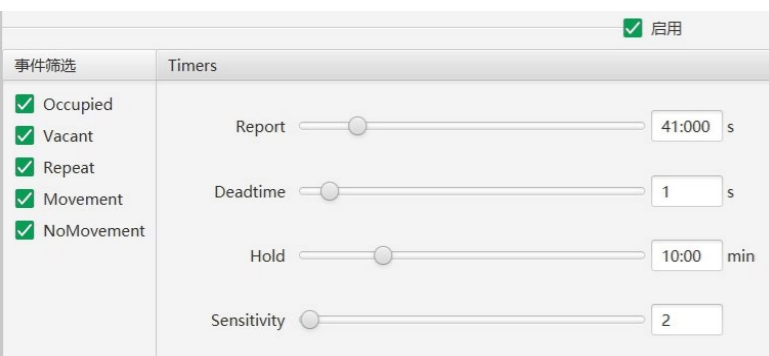 启用
事件筛选
Timers
Occupied
Vacant
Repeat
Movement
NoMovement
Report 41:000 s
Deadtime 1 s
Hold 10:00 min
Sensitivity 2